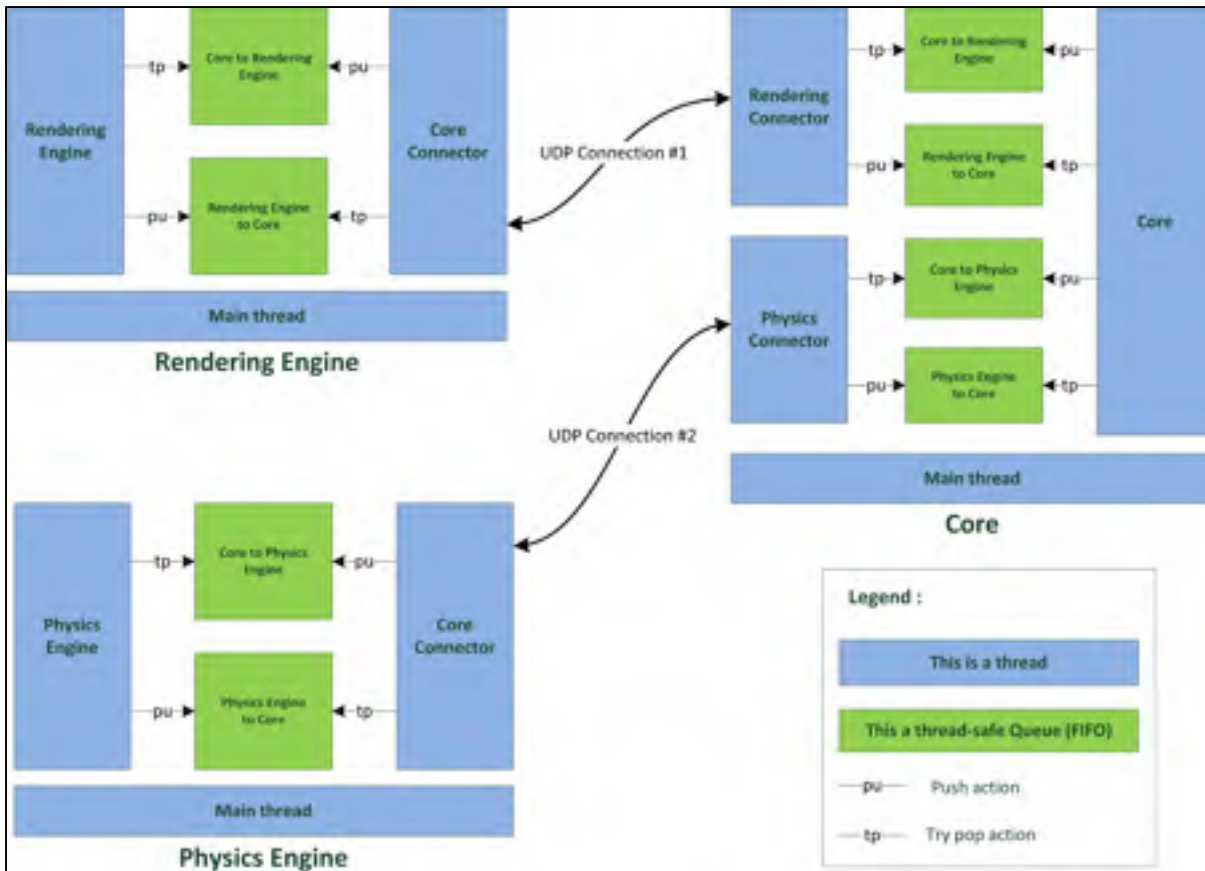 Rendering
Engine
tp
Core to Rendering
Engine
pu
pu
Rendering Engine
to Core
tp
Core
Connector
Main thread
Rendering Engine
UDP Connection #1
Rendering
Connector
tp
Core to Rendering
Engine
pu
pu
Rendering Engine
to Core
tp
Physics
Connector
tp
Core to Physics
Engine
pu
pu
Physics Engine
to Core
tp
Core
Main thread
Core
UDP Connection #2
Physics
Engine
tp
Core to Physics
Engine
pu
pu
Physics Engine
to Core
tp
Core
Connector
Main thread
Physics Engine
Legend :
This is a thread
This a thread-safe Queue (FIFO)
pu
Push action
tp
Try pop action